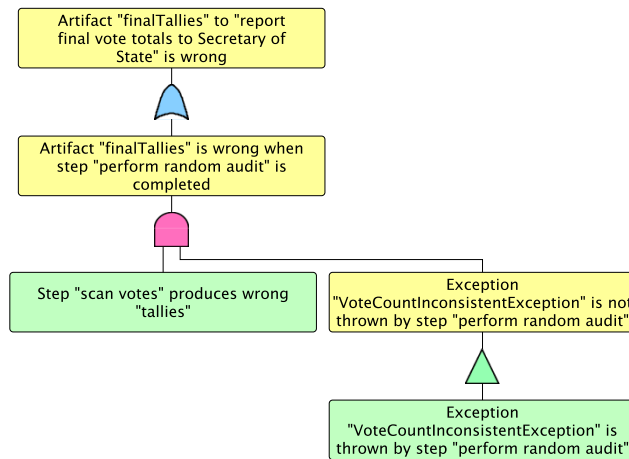 Artifact "finalTallies" to "report
final vote totals to Secretary of
State" is wrong
Artifact "finalTallies" is wrong when
step "perform random audit" is
completed
Step "scan votes" produces wrong
"tallies"
Exception
"VoteCountInconsistentException" is not
thrown by step "perform random audit"
Exception
"VoteCountInconsistentException" is
thrown by step "perform random audit"